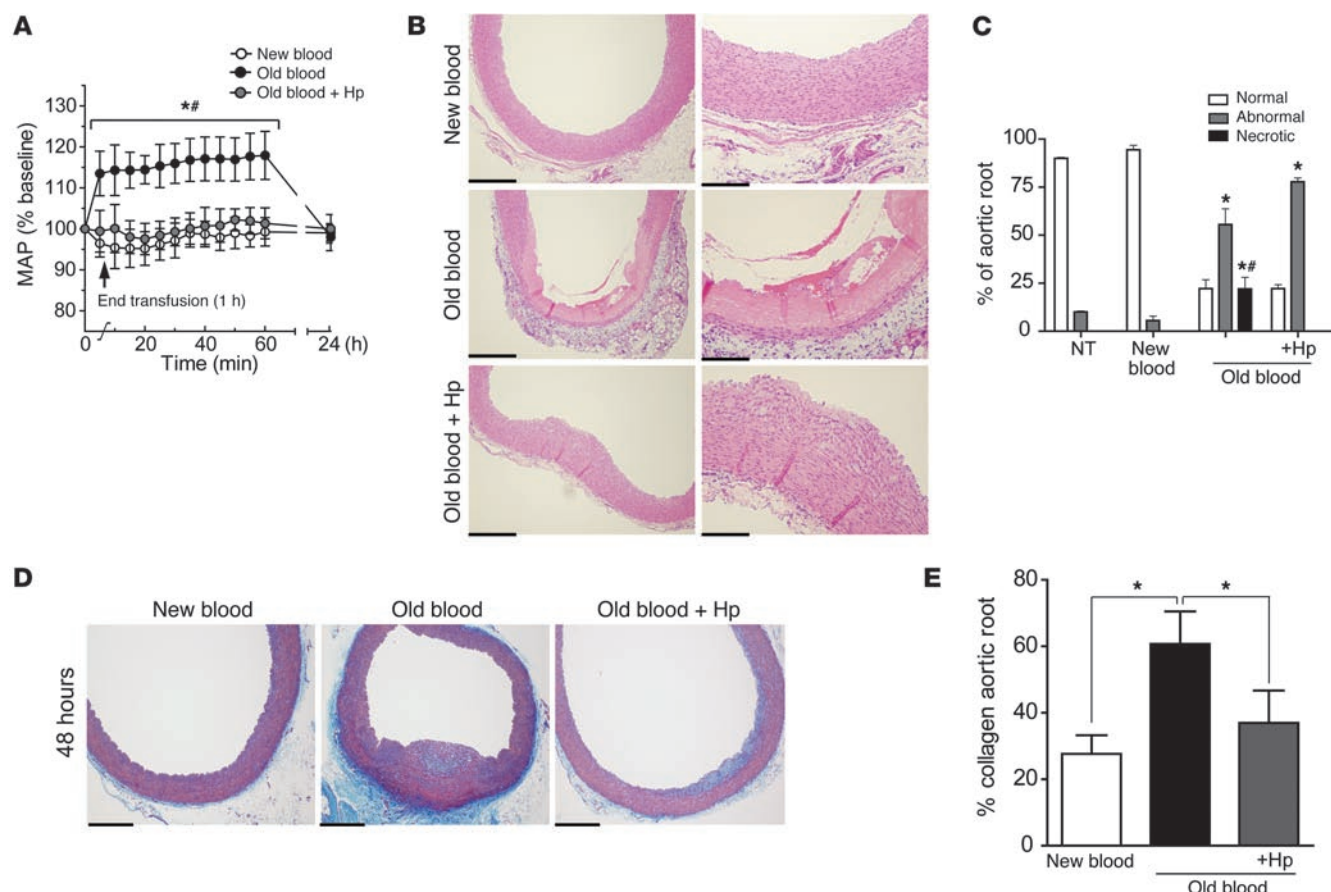 A
New blood
Old blood
Old blood + Hp
*#
MAP (% baseline)
130
120
110
100
90
80
End transfusion (1 h)
0 20 40 60 24 (h)
Time (min)
B
New blood
Old blood
Old blood + Hp
C
Normal
Abnormal
Necrotic
% of aortic root
100
75
50
25
0
*
*#
*
NT
New
blood
+Hp
Old blood
D
New blood Old blood Old blood + Hp
48 hours
E
% collagen aortic root
80
60
40
20
0
* *
New blood
+Hp
Old blood